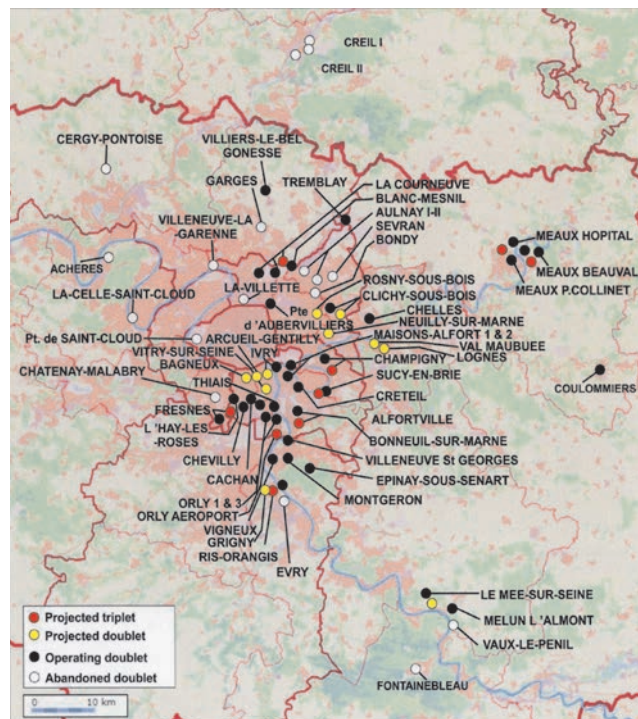 CREIL I
CREIL II
CERGY-PONTOISE
VILLIERS-LE-BEL
GONESSE
GARGES
TREMBLAY
LA COURNEUVE
BLANC-MESNIL
AULNAY I-II
SEVRAN
BONDY
VILLENEUVE-LA
-GARENNE
MEAUX HOPITAL
MEAUX BEAUVAL
MEAUX P.COLLINET
ACHERES
LA-CELLE-SAINT-CLOUD
LA-VILLETTE
ROSNY-SOUS-BOIS
CLICHY-SOUS-BOIS
Pte
d 'AUBERVILLIERS
CHELLES
NEUILLY-SUR-MARNE
Pt. de SAINT-CLOUD
ARCUEIL-GENTILLY
MAISONS-ALFORT 1 & 2
VAL MAUBUEE
VITRY-SUR-SEINE
IVRY
CHAMPIGNY
LOGNES
BAGNEUX
CHATENAY-MALABRY
THIAIS
SUCY-EN-BRIE
COULOMMIERS
CRETEIL
FRESNES
ALFORTVILLE
L 'HAY-LES
-ROSES
BONNEUIL-SUR-MARNE
CHEVILLY
VILLENEUVE St GEORGES
CACHAN
EPINAY-SOUS-SENART
ORLY 1 & 3
MONTGERON
ORLY AEROPORT
VIGNEUX
GRIGNY
RIS-ORANGIS
EVRY
LE MEE-SUR-SEINE
MELUN L 'ALMONT
VAUX-LE-PENIL
FONTAINEBLEAU
Projected triplet
Projected doublet
Operating doublet
Abandoned doublet
0 10 km